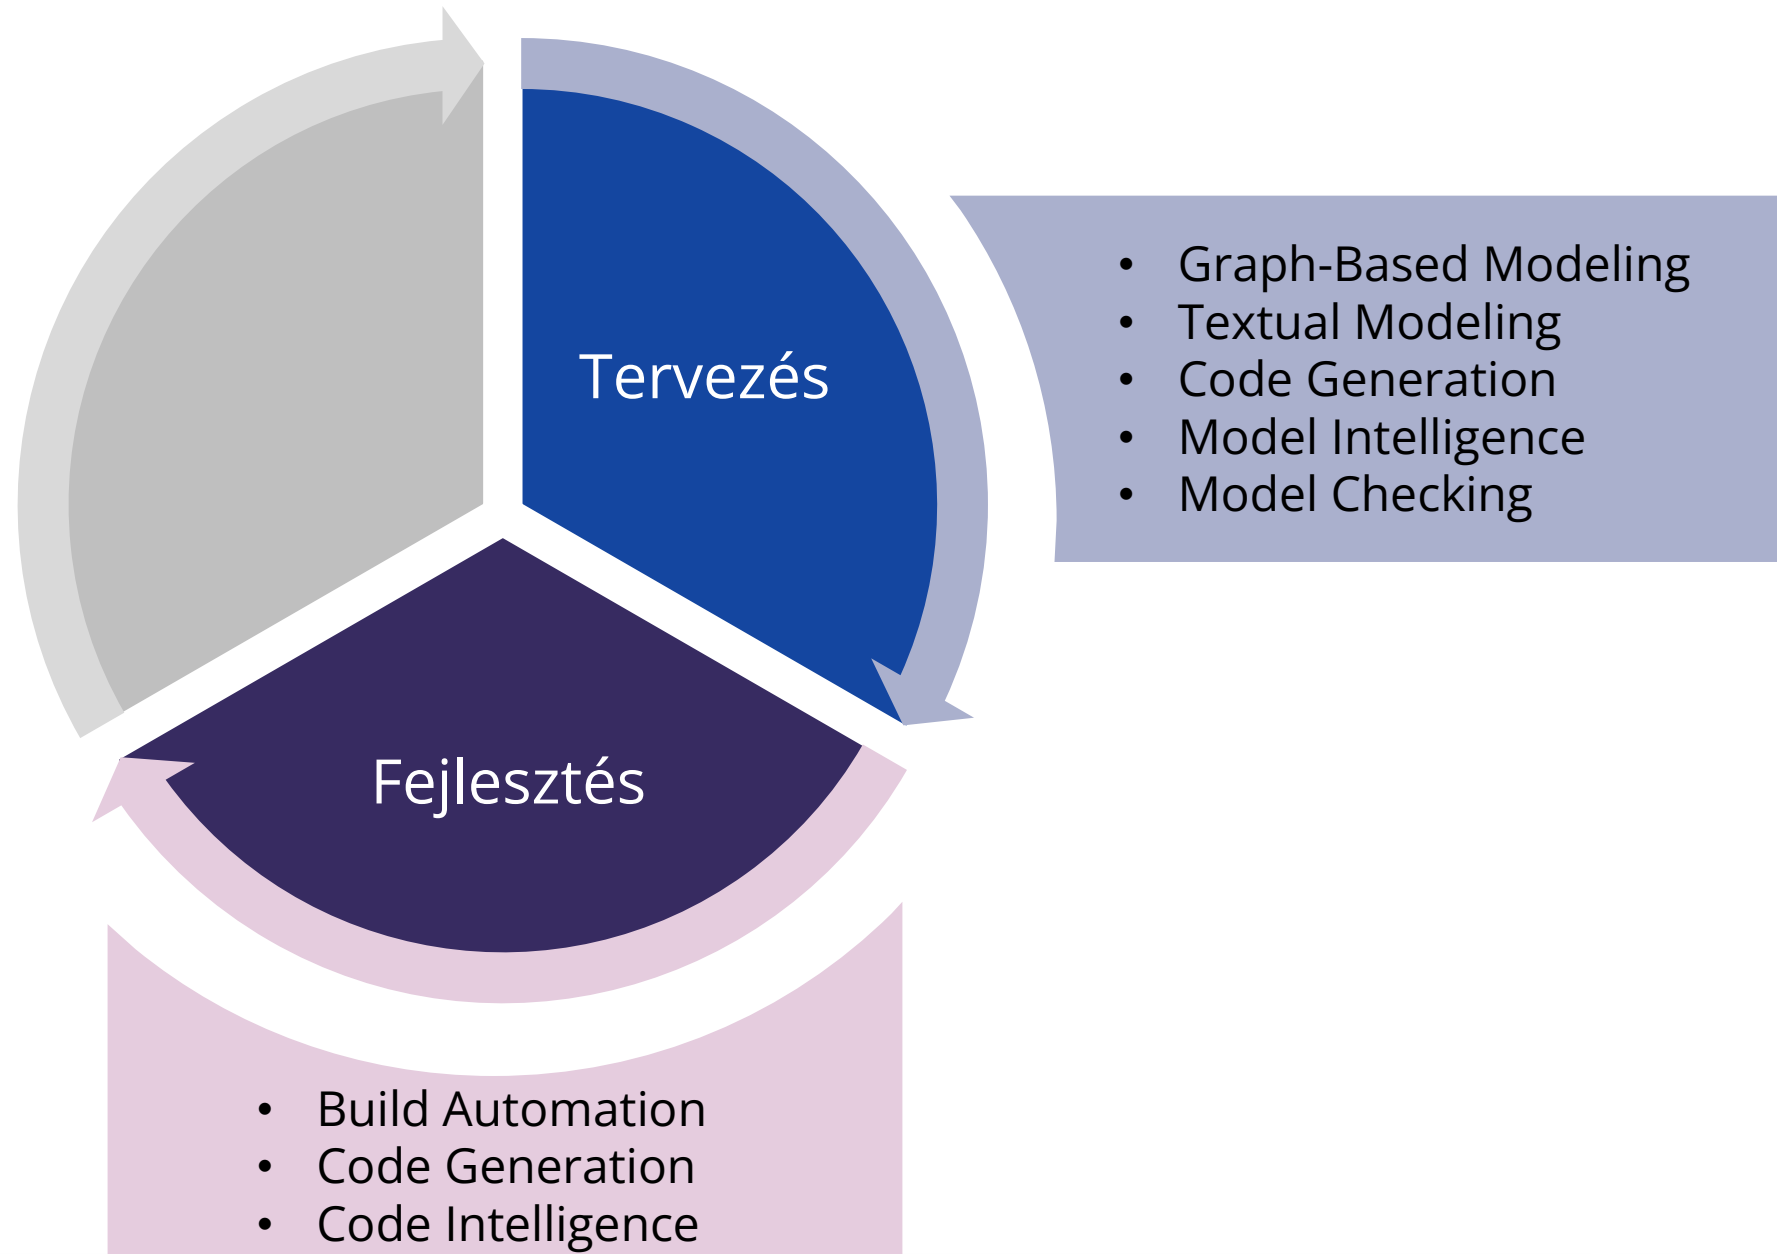 Tervezés
• Graph-Based Modeling
• Textual Modeling
• Code Generation
• Model Intelligence
• Model Checking
Fejlesztés
• Build Automation
• Code Generation
• Code Intelligence